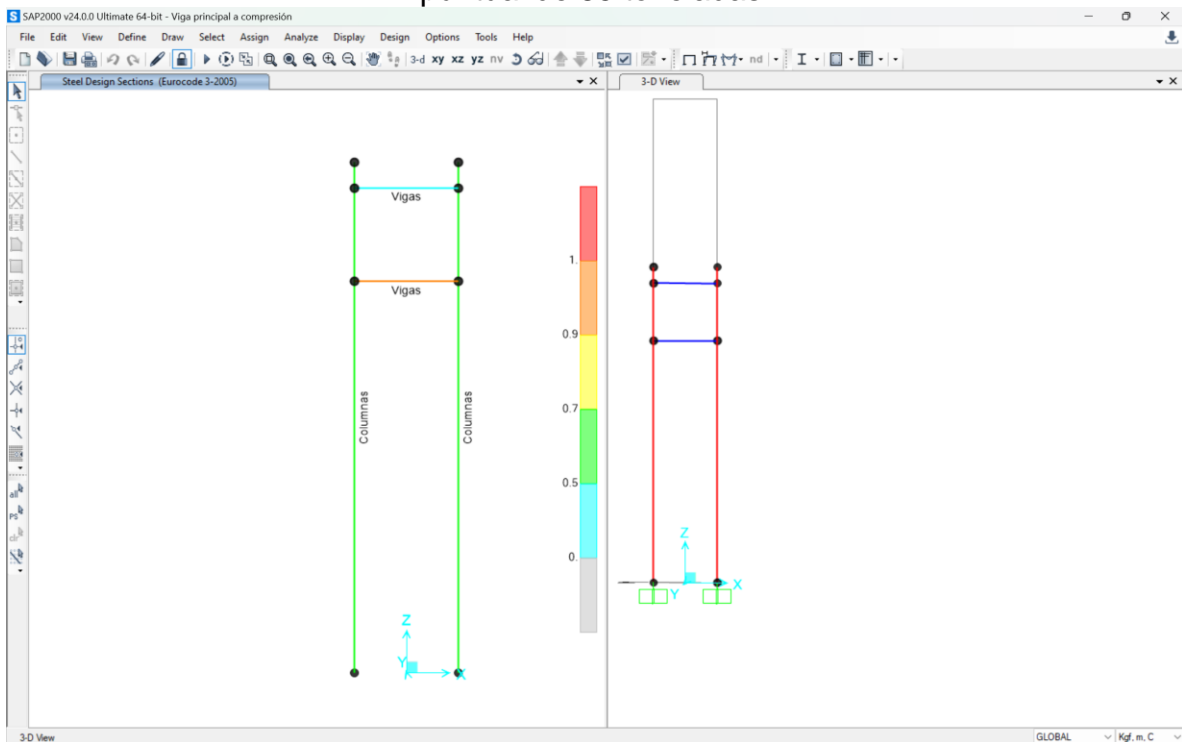 SAP2000 v24.0.0 Ultimate 64-bit - Viga principal a compresión
File Edit View Define Draw Select Assign Analyze Display Design Options Tools Help
3-d xy xz yz nv nd
Steel Design Sections (Eurocode 3-2005)
3-D View
Vigas
Vigas
Columnas
Columnas
1.
0.9
0.7
0.5
0.
Z
Y
X
Z
Y
X
3-D View
GLOBAL
Kgf, m, C